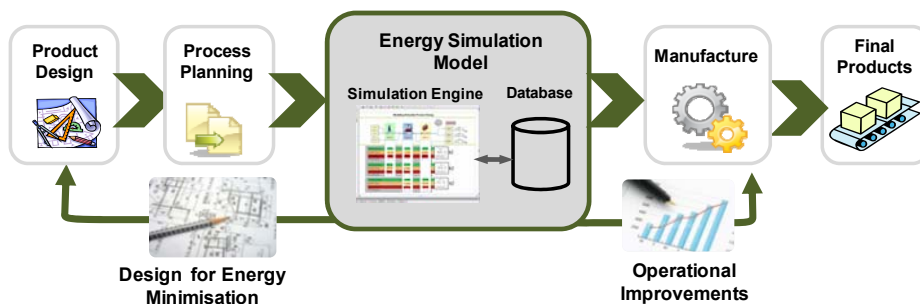 Product
Design
Process
Planning
Energy Simulation
Model
Simulation Engine
Database
Manufacture
Final
Products
Design for Energy
Minimisation
Operational
Improvements